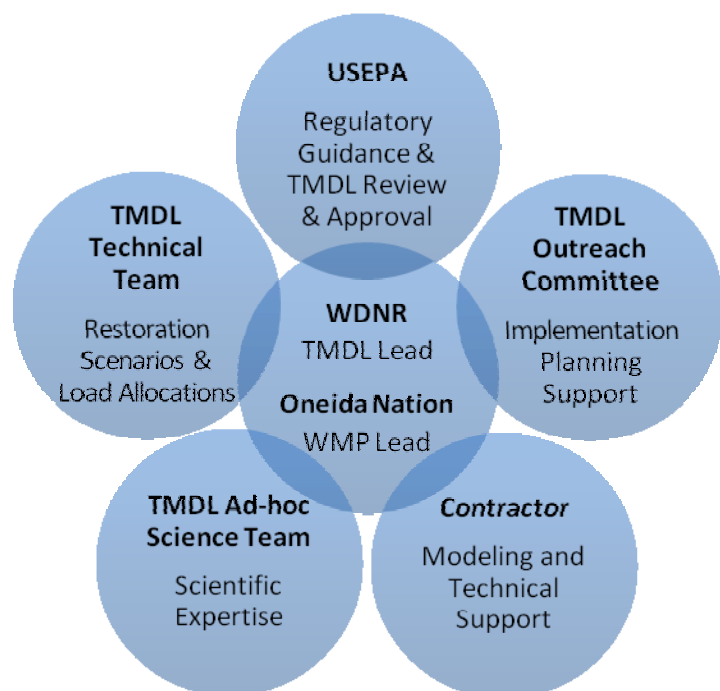 USEPA
Regulatory
Guidance &
TMDL Review
& Approval
TMDL
Technical
Team
Restoration
Scenarios &
Load Allocations
WDNR
TMDL Lead
Oneida Nation
WMP Lead
TMDL
Outreach
Committee
Implementation
Planning
Support
TMDL Ad-hoc
Science Team
Scientific
Expertise
Contractor
Modeling and
Technical
Support